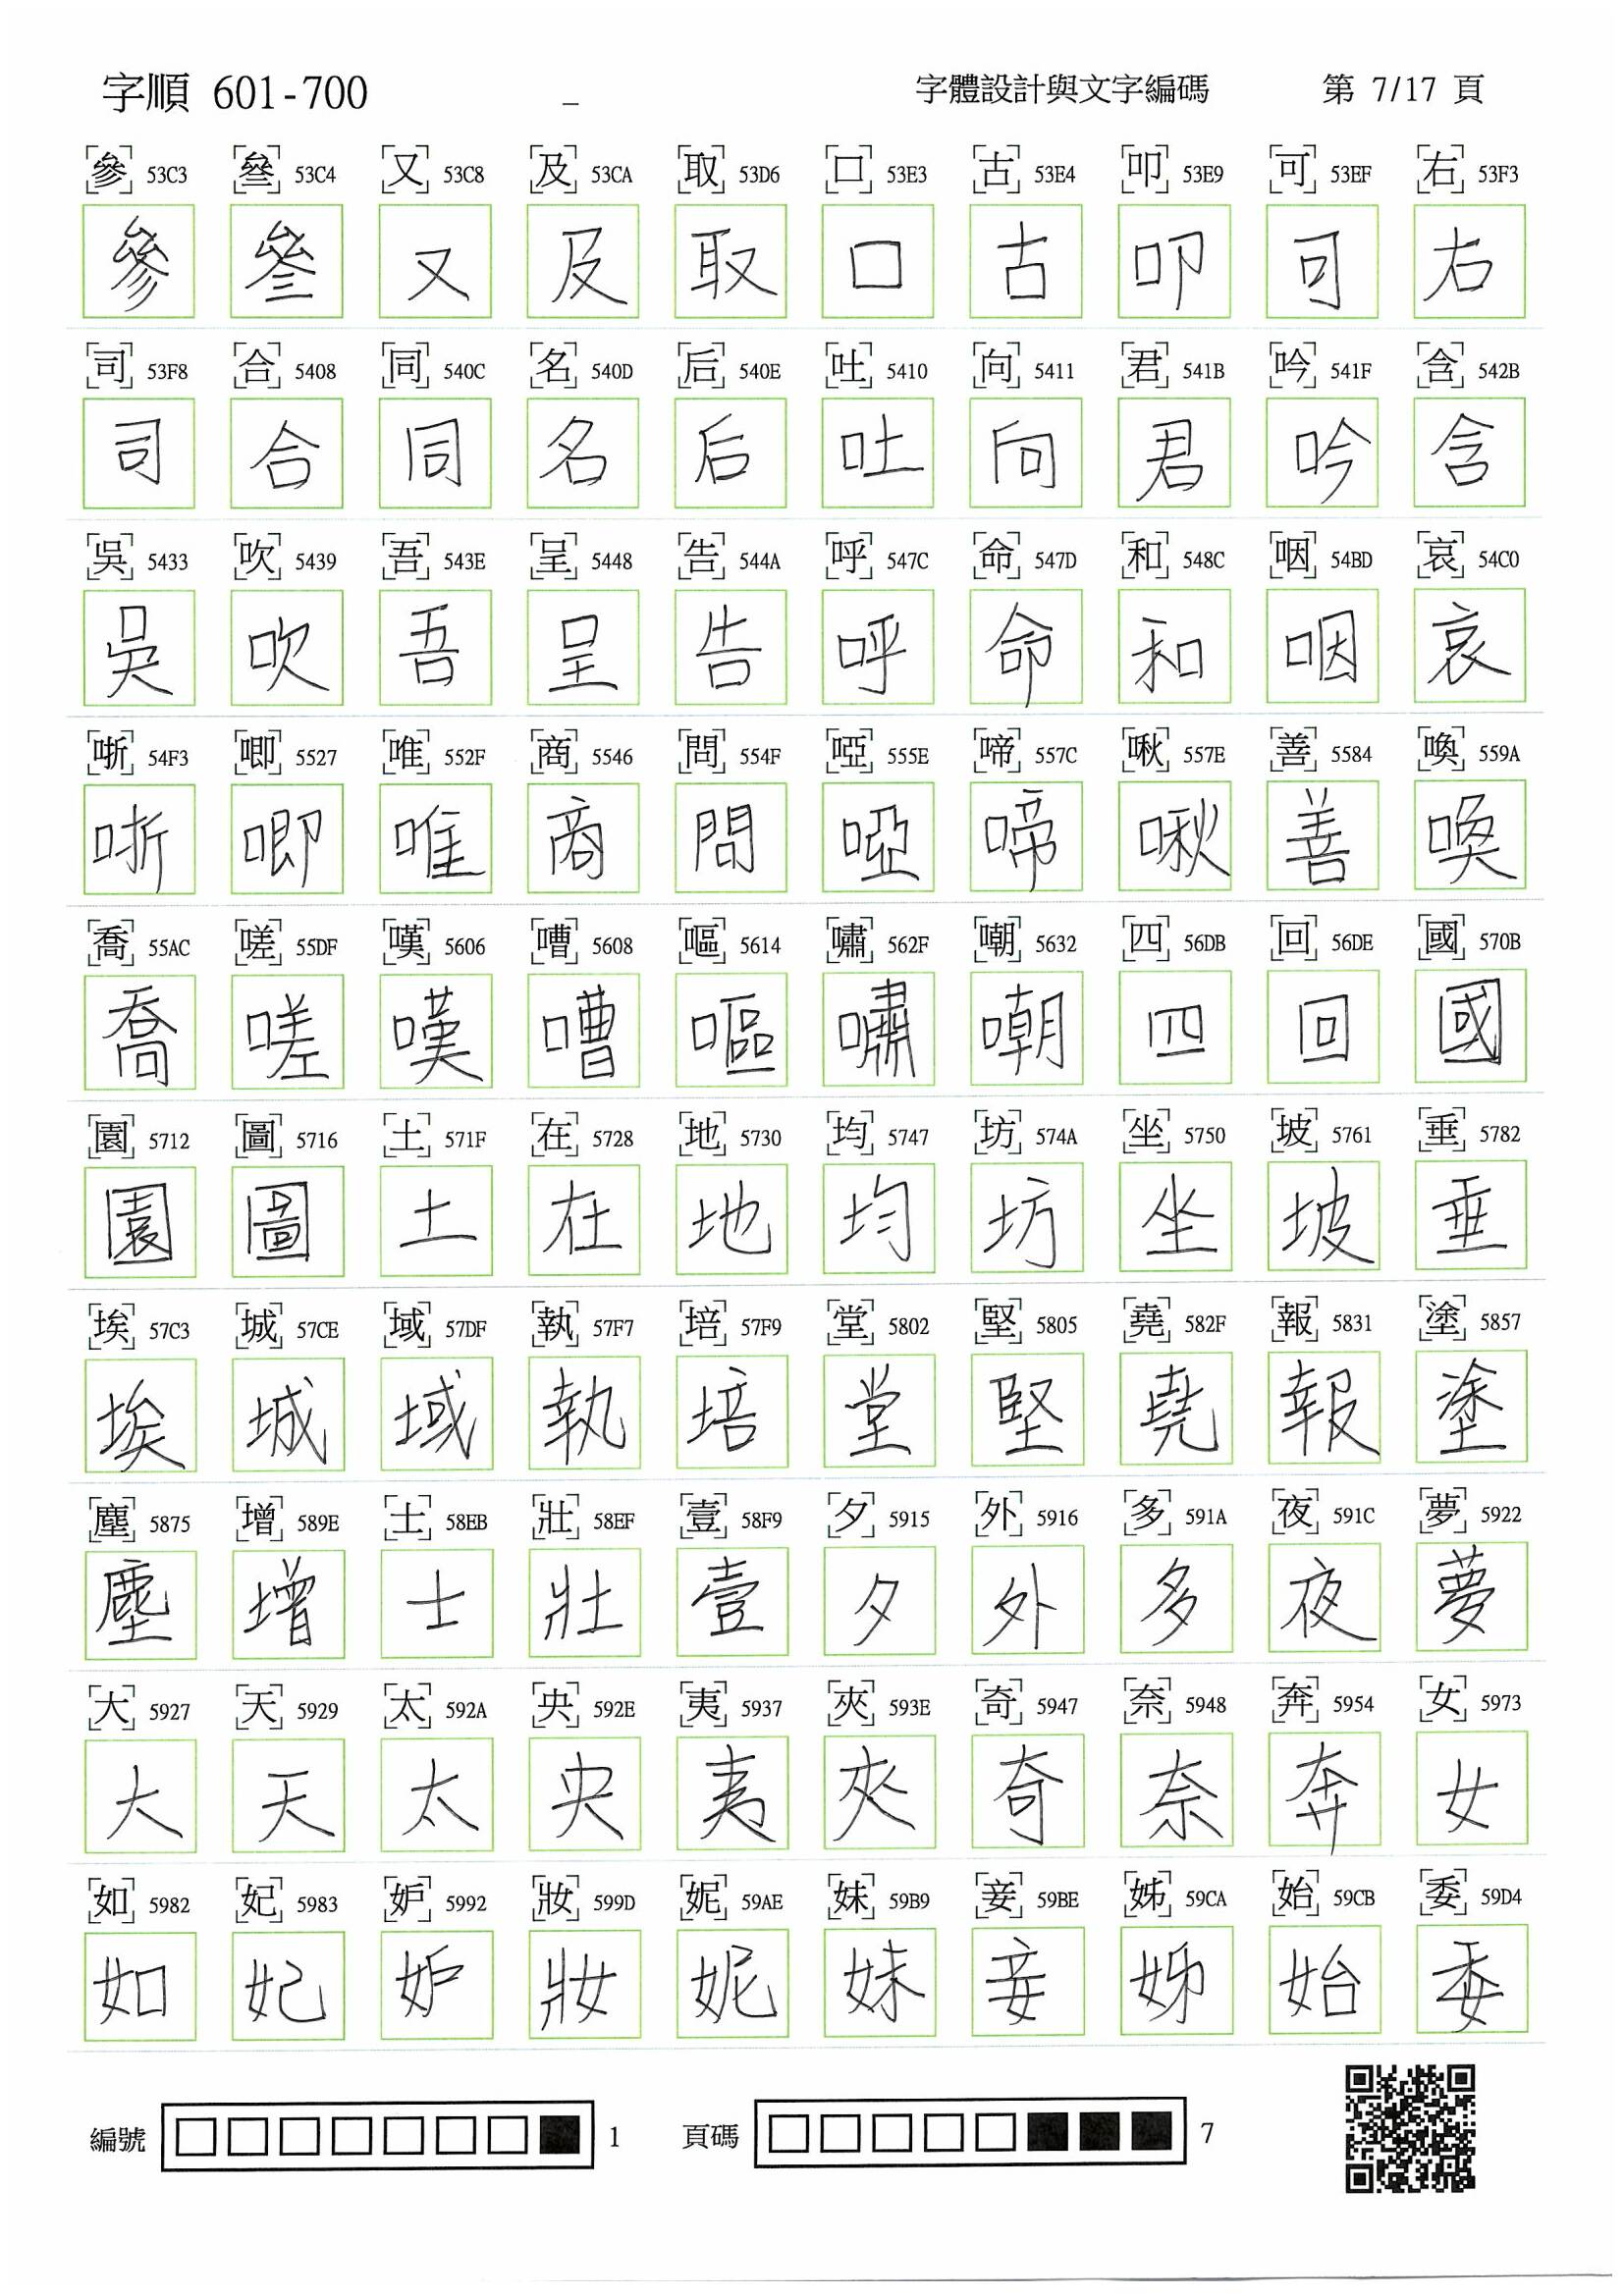 字順 601-700 _ 字體設計與文字編碼 第 7/17 頁
參 53C3 叄 53C4 又 53C8 及 53CA 取 53D6 口 53E3 古 53E4 叩 53E9 可 53EF 右 53F3
參 叄 又 及 取 口 古 叩 可 右
司 53F8 合 5408 同 540C 名 540D 后 540E 吐 5410 向 5411 君 541B 吟 541F 含 542B
司 合 同 名 后 吐 向 君 吟 含
吳 5433 吹 5439 吾 543E 呈 5448 告 544A 呼 547C 命 547D 和 548C 咽 54BD 哀 54C0
吳 吹 吾 呈 告 呼 命 和 咽 哀
哳 54F3 唧 5527 唯 552F 商 5546 問 554F 啞 555E 啼 557C 啾 557E 善 5584 喚 559A
哳 唧 唯 商 問 啞 啼 啾 善 喚
喬 55AC 嗟 55DF 嘆 5606 嘈 5608 嘔 5614 嘯 562F 嘲 5632 四 56DB 回 56DE 國 570B
喬 嗟 嘆 嘈 嘔 嘯 嘲 四 回 國
園 5712 圖 5716 土 571F 在 5728 地 5730 均 5747 坊 574A 坐 5750 坡 5761 垂 5782
園 圖 土 在 地 均 坊 坐 坡 垂
埃 57C3 城 57CE 域 57DF 執 57F7 培 57F9 堂 5802 堅 5805 堯 582F 報 5831 塗 5857
埃 城 域 執 培 堂 堅 堯 報 塗
塵 5875 增 589E 士 58EB 壯 58EF 壹 58F9 夕 5915 外 5916 多 591A 夜 591C 夢 5922
塵 增 士 壯 壹 夕 外 多 夜 夢
大 5927 天 5929 太 592A 央 592E 夷 5937 夾 593E 奇 5947 奈 5948 奔 5954 女 5973
大 天 太 央 夷 夾 奇 奈 奔 女
如 5982 妃 5983 妒 5992 妝 599D 妮 59AE 妹 59B9 妾 59BE 姊 59CA 始 59CB 委 59D4
如 妃 妒 妝 妮 妹 妾 姊 始 委
編號 1 頁碼 7